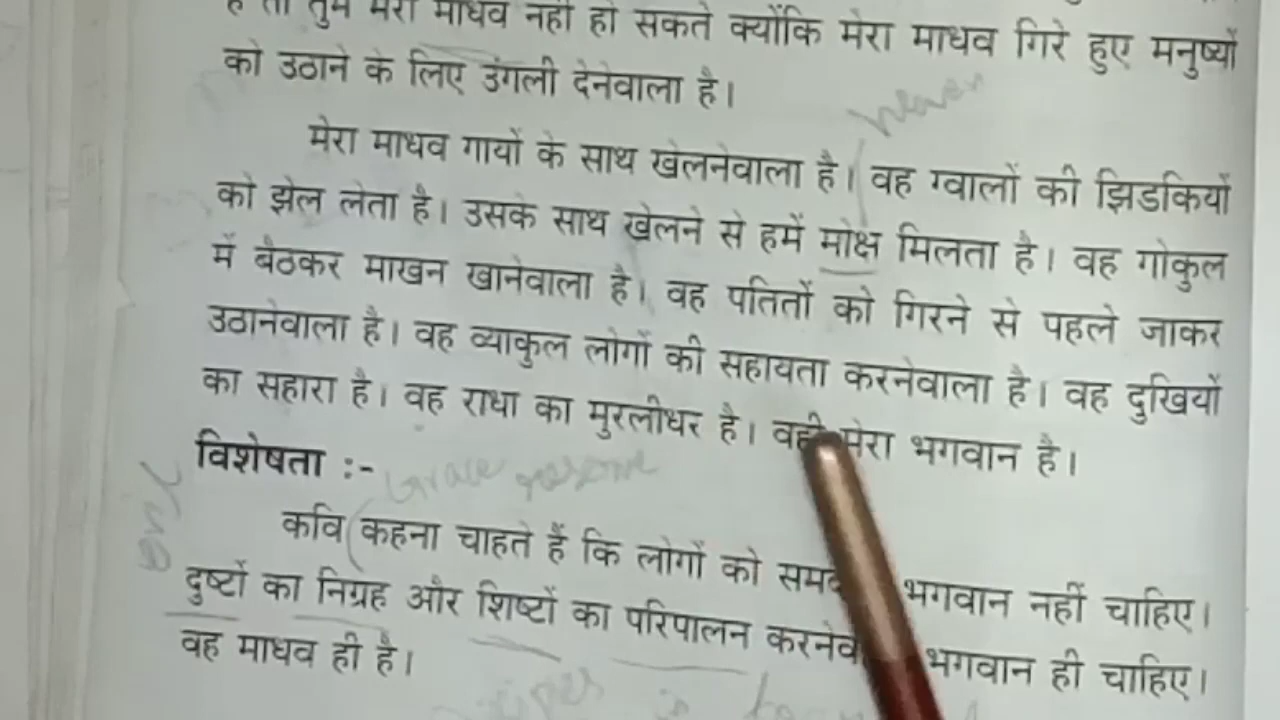 है तो तुम मेरा माधव नहीं हो सकते क्योंकि मेरा माधव गिरे हुए मनुष्यों
को उठाने के लिए उंगली देनेवाला है।
heaven
मेरा माधव गायों के साथ खेलनेवाला है। वह ग्वालों की झिडकियों
को झेल लेता है। उसके साथ खेलने से हमें मोक्ष मिलता है। वह गोकुल
में बैठकर माखन खानेवाला है। वह पतितों को गिरने से पहले जाकर
उठानेवाला है। वह व्याकुल लोगों की सहायता करनेवाला है। वह दुखियों
का सहारा है। वह राधा का मुरलीधर है। वही मेरा भगवान है।
विशेषता :-
कवि कहना चाहते हैं कि लोगों को भगवान नहीं चाहिए।
दुष्टों का निग्रह और शिष्टों का परिपालन भगवान ही चाहिए।
वह माधव ही है।